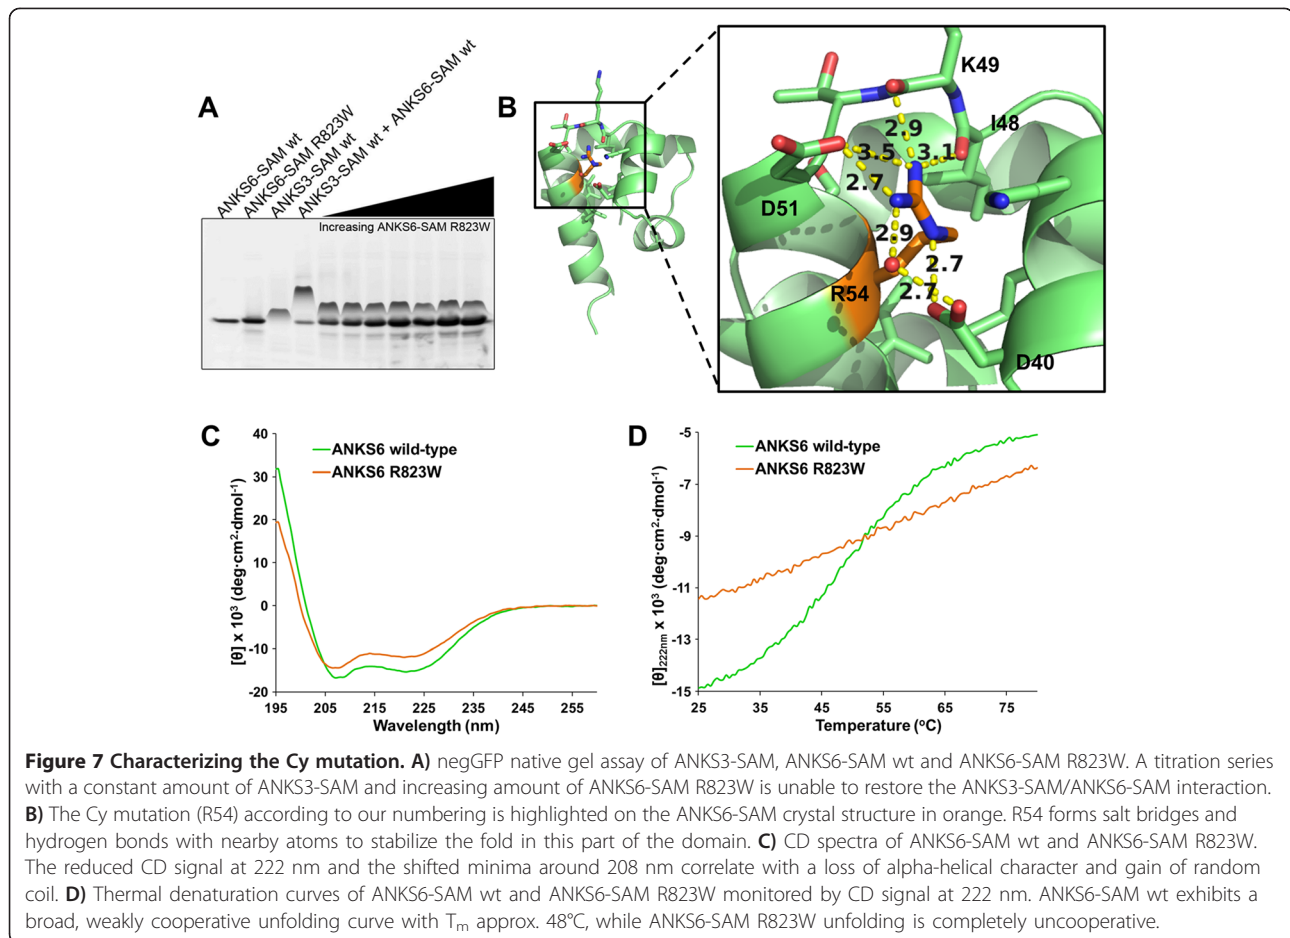 A
ANKS6-SAM wt
ANKS6-SAM R823W
ANKS3-SAM wt
ANKS3-SAM wt + ANKS6-SAM wt
Increasing ANKS6-SAM R823W
B
K49
I48
2.9
3.5
3.1
2.7
D51
2.9
2.7
R54
2.7
D40
C
ANKS6 wild-type
ANKS6 R823W
[θ] x 10³ (deg·cm²·dmol⁻¹)
40
30
20
10
0
-10
-20
195
205
215
225
235
245
255
Wavelength (nm)
D
ANKS6 wild-type
ANKS6 R823W
[θ]₂₂₂ₙₘ x 10³ (deg·cm²·dmol⁻¹)
-5
-7
-9
-11
-13
-15
25
35
45
55
65
75
Temperature (°C)
Figure 7 Characterizing the Cy mutation. A) negGFP native gel assay of ANKS3-SAM, ANKS6-SAM wt and ANKS6-SAM R823W. A titration series
with a constant amount of ANKS3-SAM and increasing amount of ANKS6-SAM R823W is unable to restore the ANKS3-SAM/ANKS6-SAM interaction.
B) The Cy mutation (R54) according to our numbering is highlighted on the ANKS6-SAM crystal structure in orange. R54 forms salt bridges and
hydrogen bonds with nearby atoms to stabilize the fold in this part of the domain. C) CD spectra of ANKS6-SAM wt and ANKS6-SAM R823W.
The reduced CD signal at 222 nm and the shifted minima around 208 nm correlate with a loss of alpha-helical character and gain of random
coil. D) Thermal denaturation curves of ANKS6-SAM wt and ANKS6-SAM R823W monitored by CD signal at 222 nm. ANKS6-SAM wt exhibits a
broad, weakly cooperative unfolding curve with Tₘ approx. 48°C, while ANKS6-SAM R823W unfolding is completely uncooperative.